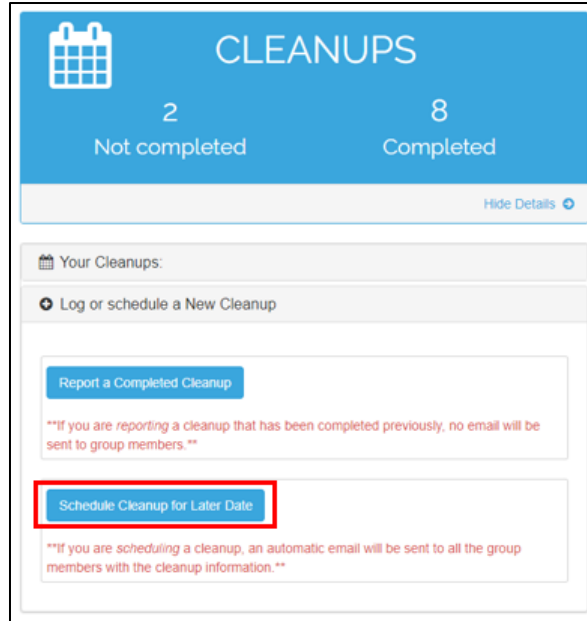 CLEANUPS
2
Not completed
8
Completed
Hide Details
Your Cleanups:
Log or schedule a New Cleanup
Report a Completed Cleanup
**If you are reporting a cleanup that has been completed previously, no email will be
sent to group members.**
Schedule Cleanup for Later Date
**If you are scheduling a cleanup, an automatic email will be sent to all the group
members with the cleanup information.**